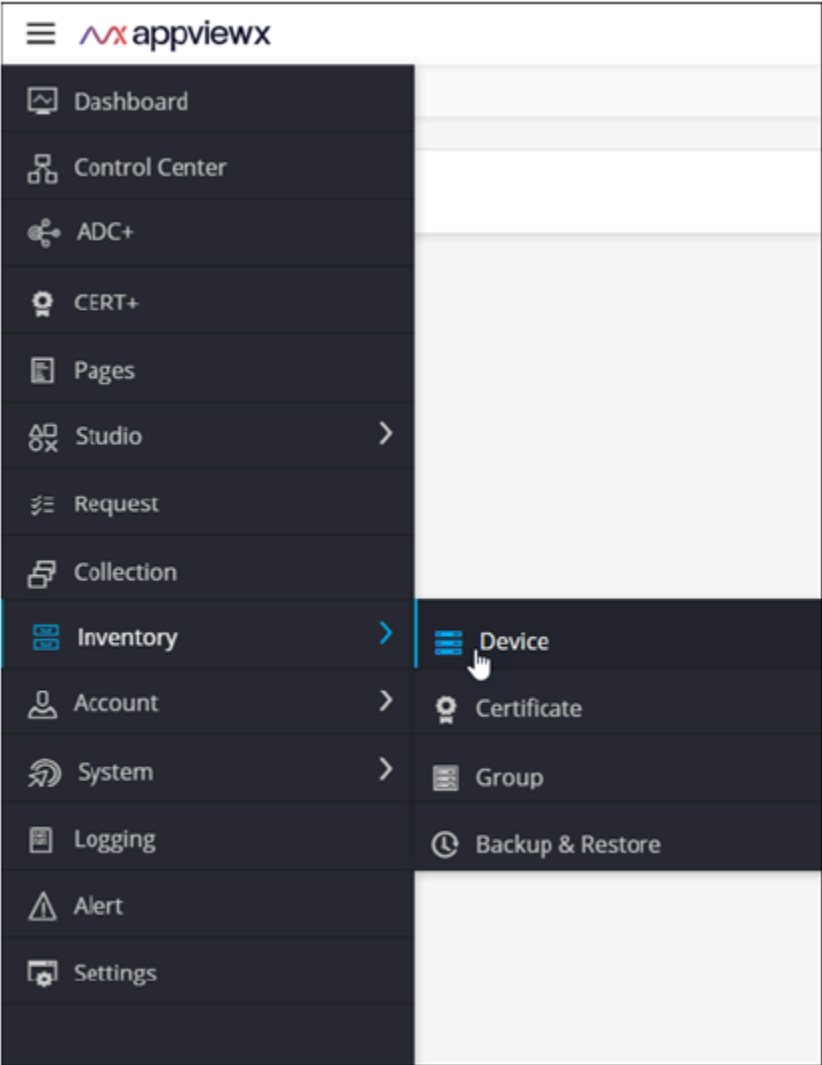 appviewx
Dashboard
Control Center
ADC+
CERT+
Pages
Studio
Request
Collection
Inventory
Device
Account
Certificate
System
Group
Logging
Backup & Restore
Alert
Settings